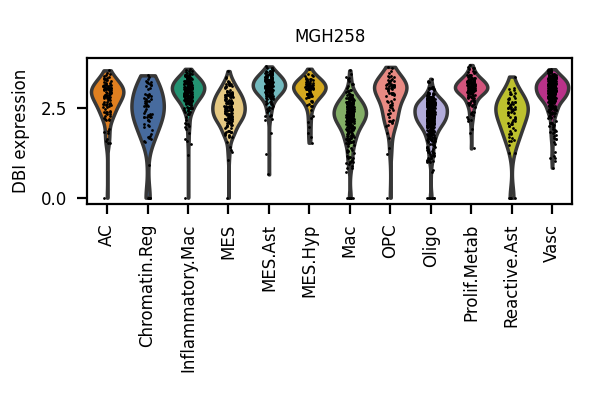 MGH258
DBI expression
2.5
0.0
AC
Chromatin.Reg
Inflammatory.Mac
MES
MES.Ast
MES.Hyp
Mac
OPC
Oligo
Prolif.Metab
Reactive.Ast
Vasc